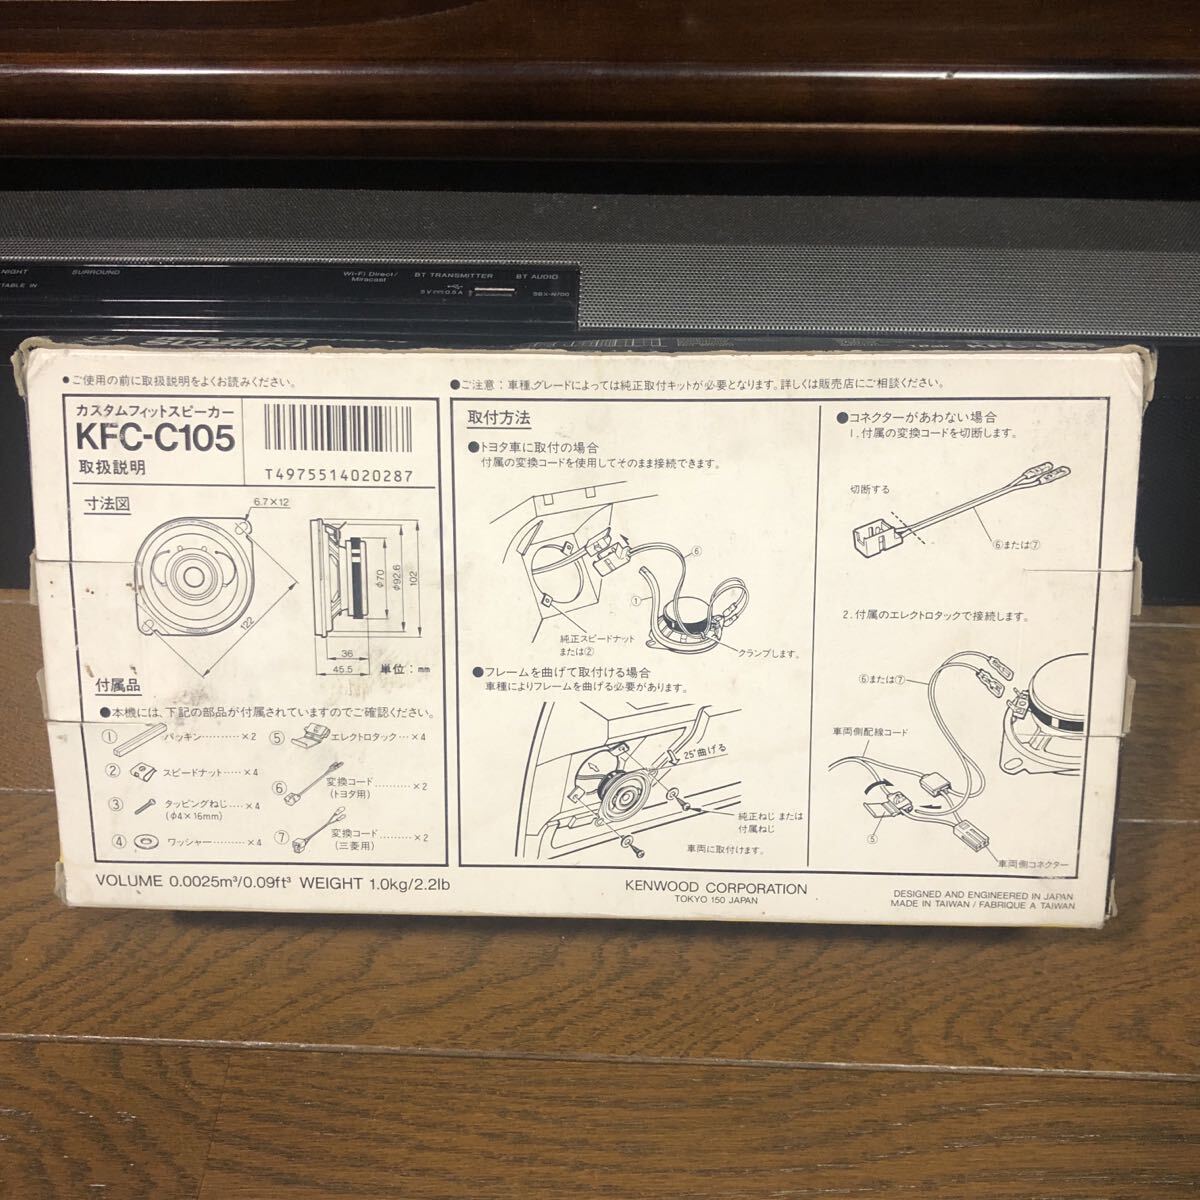 NIGHT
SURROUND
TABLE IN
Wi-Fi Direct/
Miracast
BT TRANSMITTER
5V 0.5A
BT AUDIO
SBX-N700
●ご使用の前に取扱説明をよくお読みください。
カスタムフィットスピーカー
KFC-C105
取扱説明
T4975514020287
寸法図
6.7×12
122
φ70
φ92.6
102
36
45.5
単位：mm
付属品
●本機には、下記の部品が付属されていますのでご確認ください。
① パッキン………×2
② スピードナット……×4
③ タッピングねじ……×4
(φ4×16mm)
④ ワッシャー………×4
⑤ エレクトロタック…×4
⑥ 変換コード………×2
(トヨタ用)
⑦ 変換コード………×2
(三菱用)
●ご注意：車種、グレードによっては純正取付キットが必要となります。詳しくは販売店にご相談ください。
取付方法
●トヨタ車に取付の場合
付属の変換コードを使用してそのまま接続できます。
⑥
①
純正スピードナット
または②
クランプします。
●フレームを曲げて取付ける場合
車種によりフレームを曲げる必要があります。
25°曲げる
純正ねじ または
付属ねじ
車両に取付けます。
●コネクターがあわない場合
1.付属の変換コードを切断します。
切断する
⑥または⑦
2.付属のエレクトロタックで接続します。
⑥または⑦
車両側配線コード
⑤
車両側コネクター
VOLUME 0.0025m³/0.09ft³ WEIGHT 1.0kg/2.2lb
KENWOOD CORPORATION
TOKYO 150 JAPAN
DESIGNED AND ENGINEERED IN JAPAN
MADE IN TAIWAN / FABRIQUE A TAIWAN